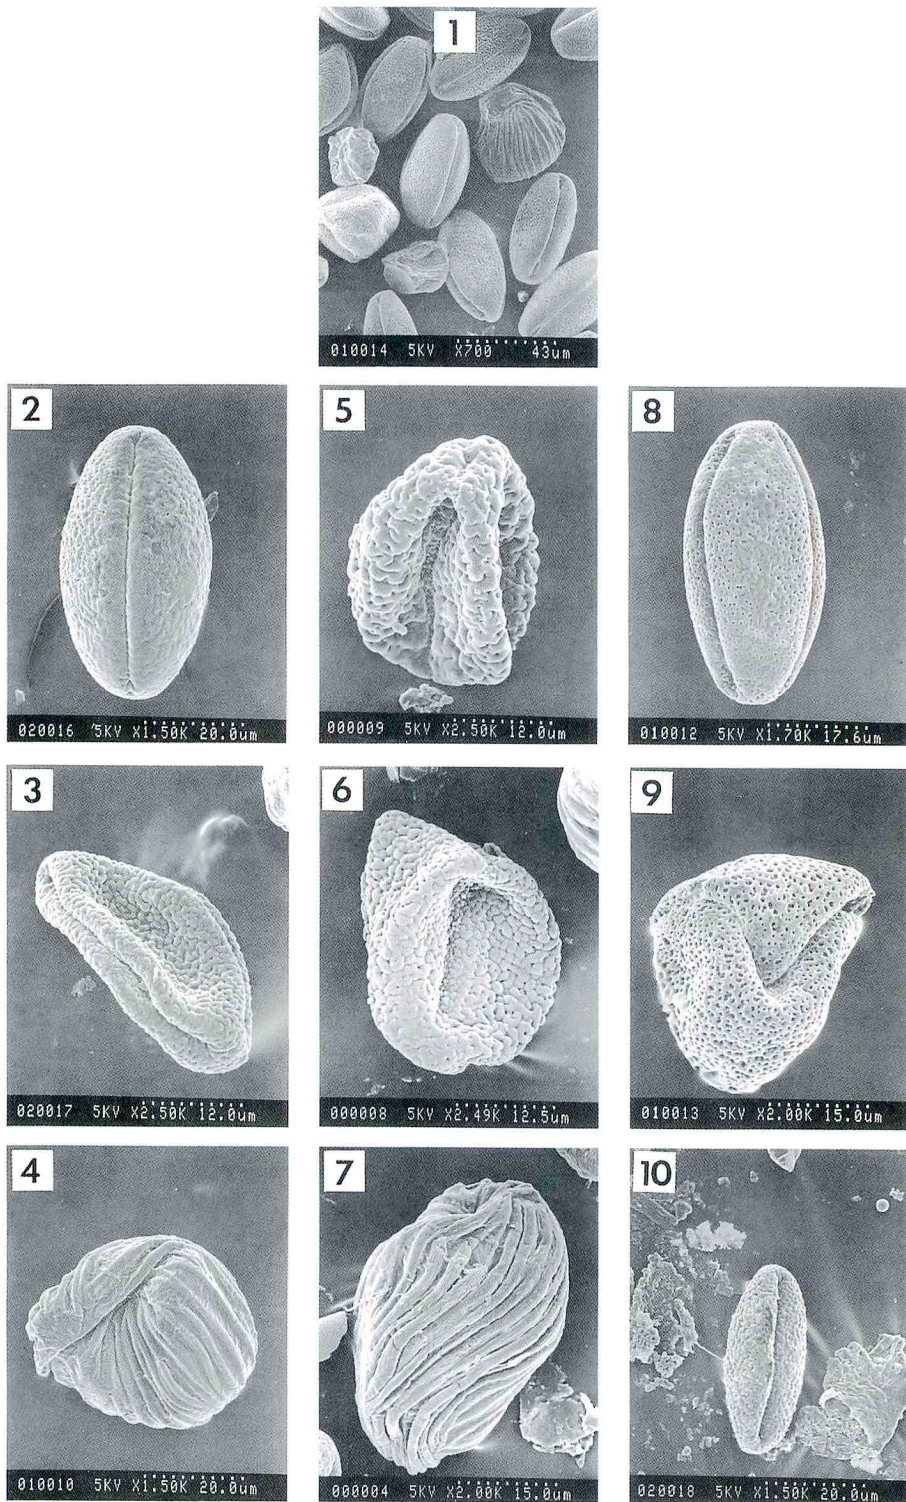 1
010014 5KV X700 43um
2
020016 5KV X1.50K 20.0um
5
000009 5KV X2.50K 12.0um
8
010012 5KV X1.70K 17.6um
3
020017 5KV X2.50K 12.0um
6
000008 5KV X2.49K 12.5um
9
010013 5KV X2.00K 15.0um
4
010010 5KV X1.50K 20.0um
7
000004 5KV X2.00K 15.0um
10
020018 5KV X1.50K 20.0um